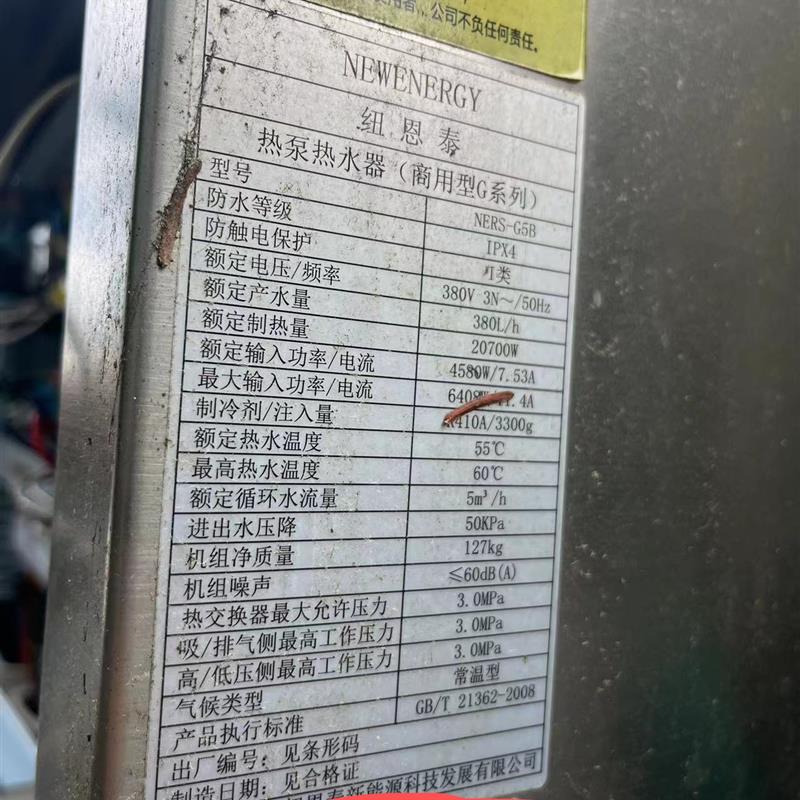 公司不负任何责任。
NEWENERGY
纽恩泰
热泵热水器（商用型G系列）
型号 NERS-G5B
防水等级 IPX4
防触电保护 I类
额定电压/频率 380V 3N～/50Hz
额定产水量 380L/h
额定制热量 20700W
额定输入功率/电流 4580W/7.53A
最大输入功率/电流
制冷剂/注入量 R410A/3300g
额定热水温度 55℃
最高热水温度 60℃
额定循环水流量 5m³/h
进出水压降 50KPa
机组净质量 127kg
机组噪声 ≤60dB(A)
热交换器最大允许压力 3.0MPa
吸/排气侧最高工作压力 3.0MPa
高/低压侧最高工作压力 3.0MPa
气候类型 常温型
产品执行标准 GB/T 21362-2008
出厂编号：见条形码
制造日期：见合格证
恩泰新能源科技发展有限公司